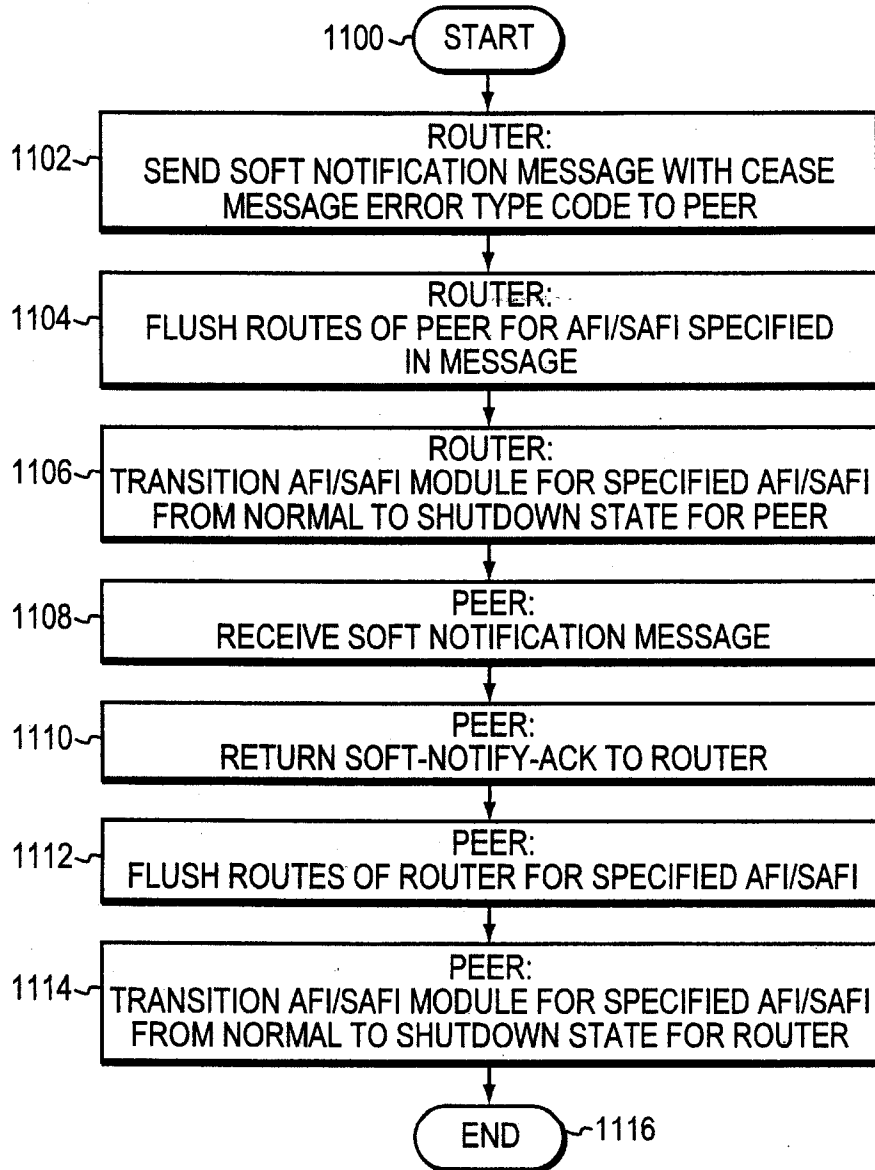 1100
START
1102
ROUTER:
SEND SOFT NOTIFICATION MESSAGE WITH CEASE
MESSAGE ERROR TYPE CODE TO PEER
1104
ROUTER:
FLUSH ROUTES OF PEER FOR AFI/SAFI SPECIFIED
IN MESSAGE
1106
ROUTER:
TRANSITION AFI/SAFI MODULE FOR SPECIFIED AFI/SAFI
FROM NORMAL TO SHUTDOWN STATE FOR PEER
1108
PEER:
RECEIVE SOFT NOTIFICATION MESSAGE
1110
PEER:
RETURN SOFT-NOTIFY-ACK TO ROUTER
1112
PEER:
FLUSH ROUTES OF ROUTER FOR SPECIFIED AFI/SAFI
1114
PEER:
TRANSITION AFI/SAFI MODULE FOR SPECIFIED AFI/SAFI
FROM NORMAL TO SHUTDOWN STATE FOR ROUTER
END
1116